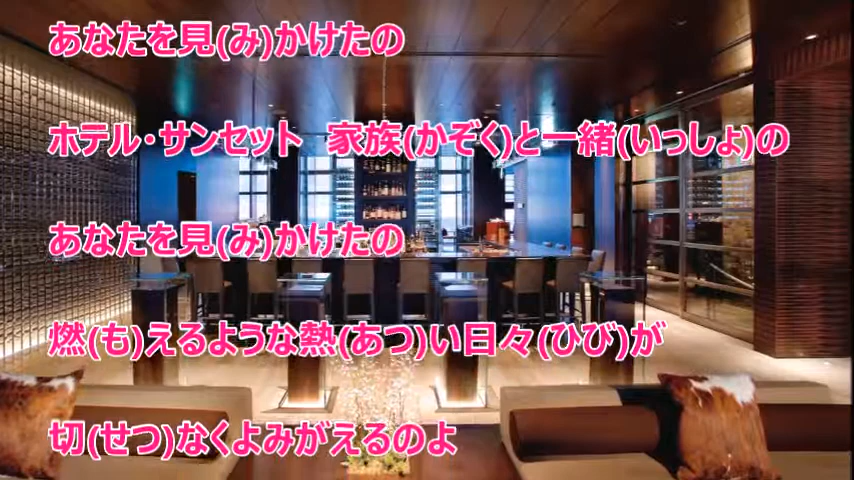 あなたを見(み)かけたの
ホテル・サンセット　家族(かぞく)と一緒(いっしょ)の
あなたを見(み)かけたの
燃(も)えるような熱(あつ)い日々(ひび)が
切(せつ)なくよみがえるのよ